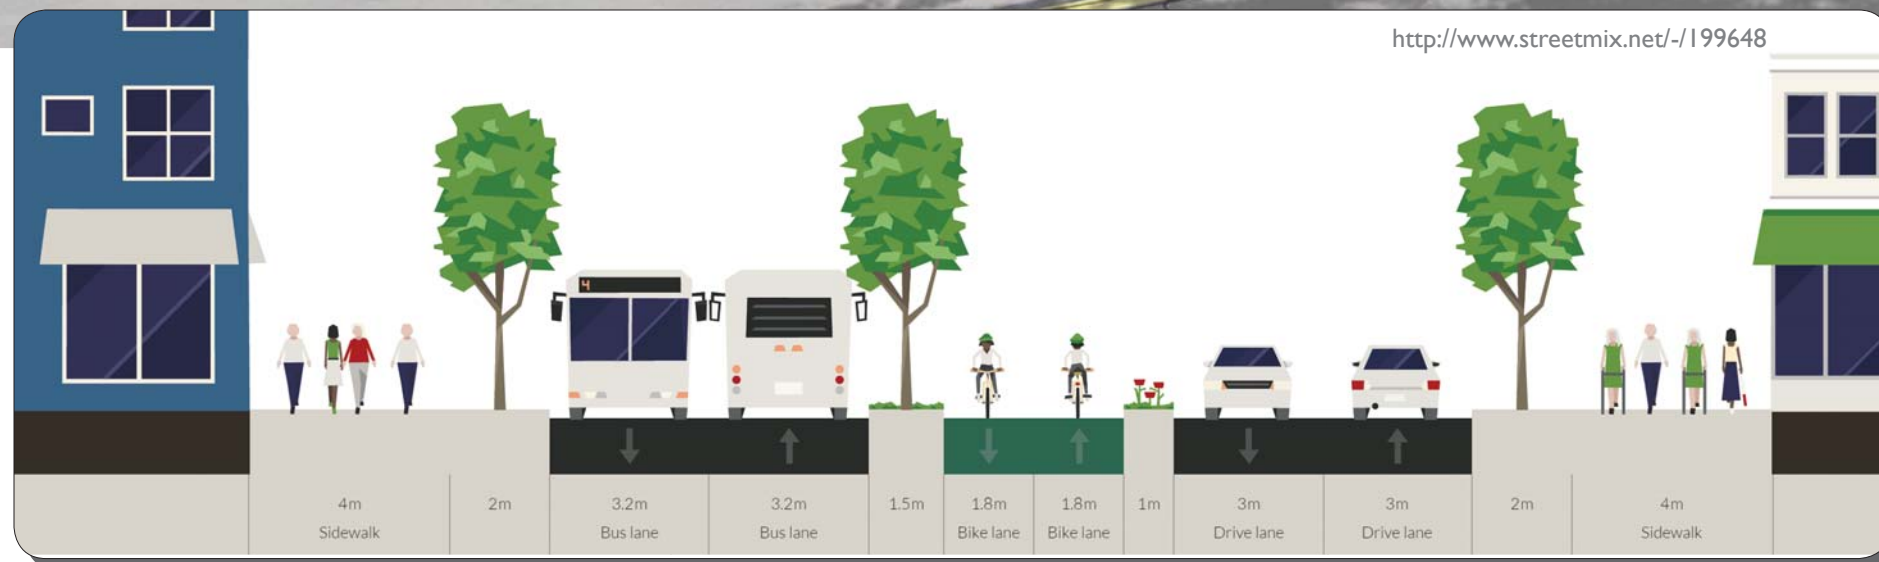 http://www.streetmix.net/-/199648
4
4m
Sidewalk
2m
3.2m
Bus lane
3.2m
Bus lane
1.5m
1.8m
Bike lane
1.8m
Bike lane
1m
3m
Drive lane
3m
Drive lane
2m
4m
Sidewalk